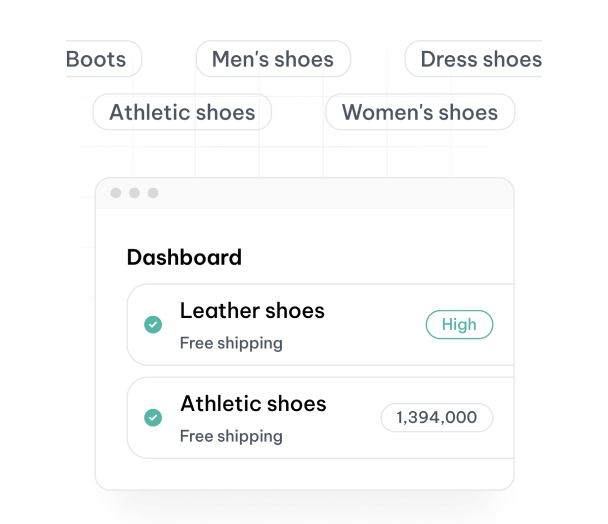 Boots
Men's shoes
Dress shoes
Athletic shoes
Women's shoes
Dashboard
Leather shoes
High
Free shipping
Athletic shoes
1,394,000
Free shipping